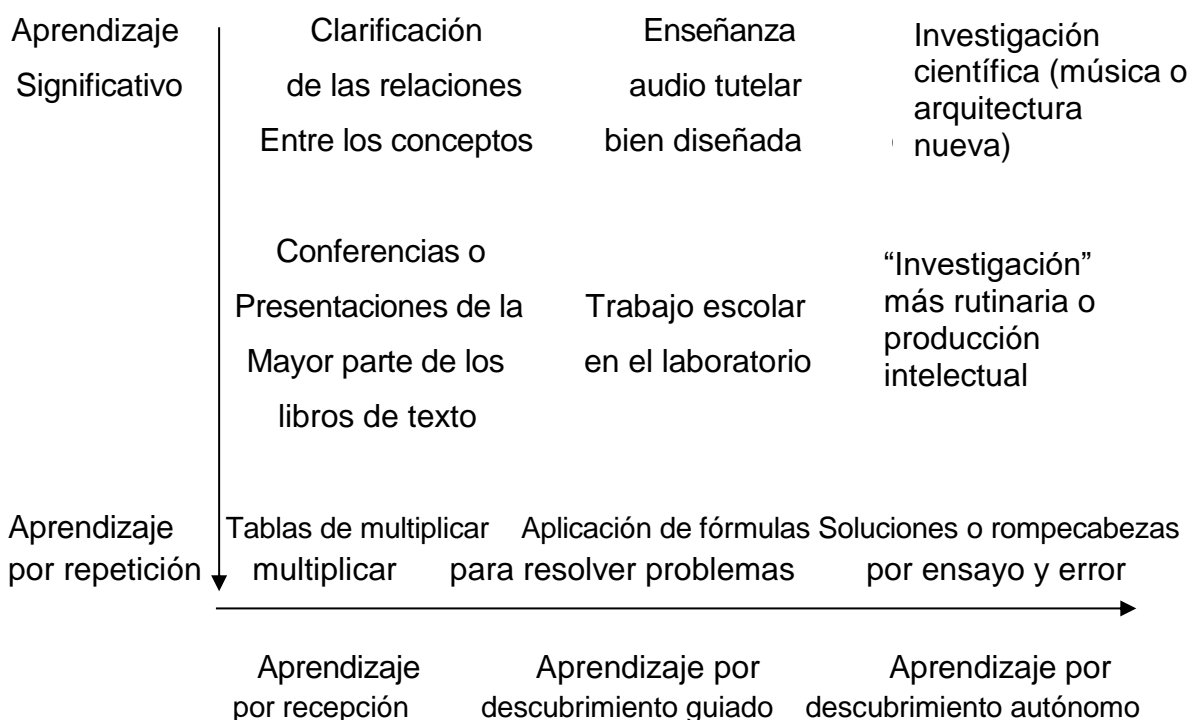 Aprendizaje
Significativo
Clarificación
de las relaciones
Entre los conceptos
Enseñanza
audio tutelar
bien diseñada
Investigación
científica (música o
arquitectura
nueva)
Conferencias o
Presentaciones de la
Mayor parte de los
libros de texto
Trabajo escolar
en el laboratorio
“Investigación”
más rutinaria o
producción
intelectual
Aprendizaje
por repetición
Tablas de multiplicar
multiplicar
Aplicación de fórmulas
para resolver problemas
Soluciones o rompecabezas
por ensayo y error
Aprendizaje
por recepción
Aprendizaje por
descubrimiento guiado
Aprendizaje por
descubrimiento autónomo